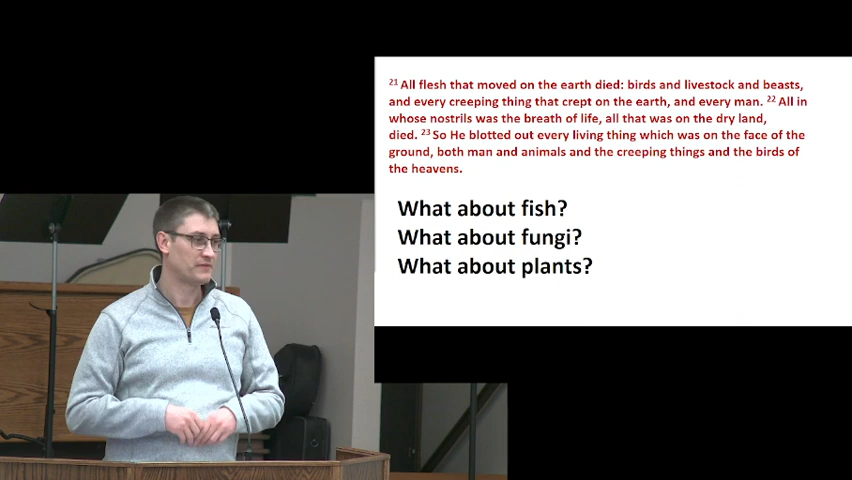 21 All flesh that moved on the earth died: birds and livestock and beasts,
and every creeping thing that crept on the earth, and every man. 22 All in
whose nostrils was the breath of life, all that was on the dry land,
died. 23 So He blotted out every living thing which was on the face of the
ground, both man and animals and the creeping things and the birds of
the heavens.
What about fish?
What about fungi?
What about plants?